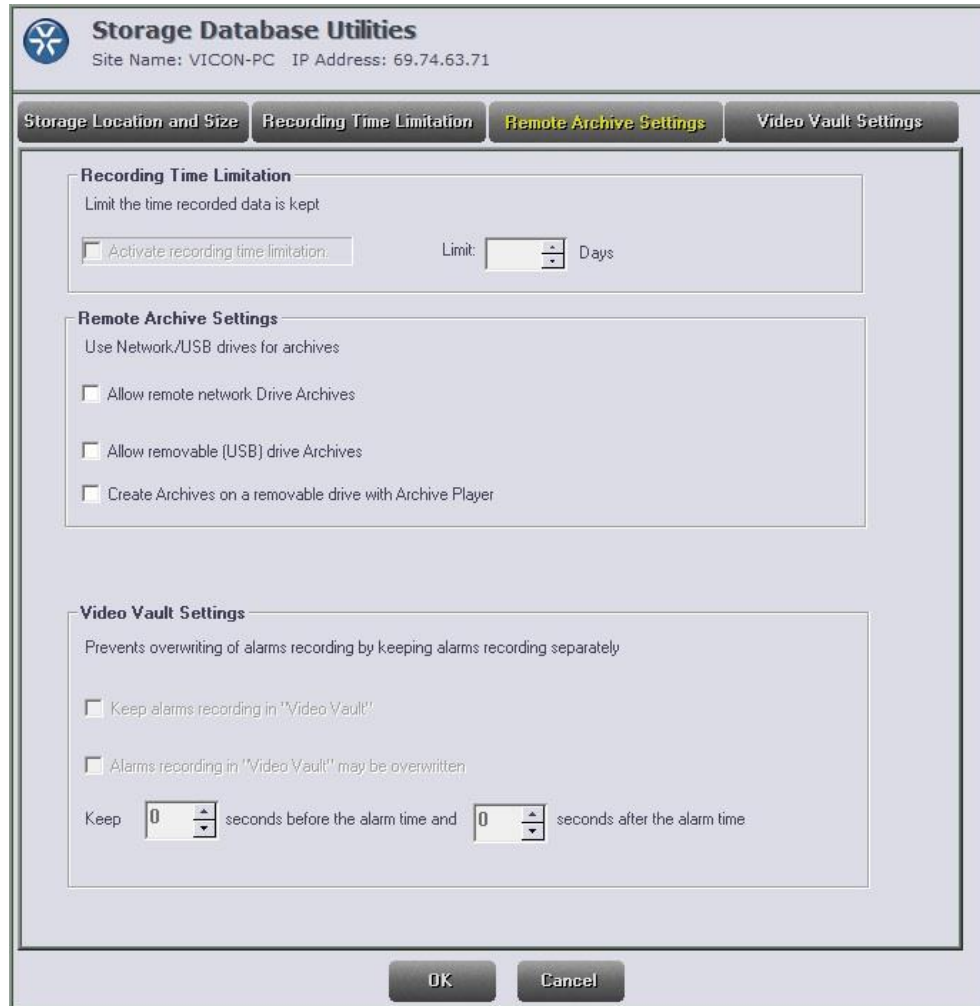 Storage Database Utilities
Site Name: VICON-PC IP Address: 69.74.63.71
Storage Location and Size Recording Time Limitation Remote Archive Settings Video Vault Settings
Recording Time Limitation
Limit the time recorded data is kept
Activate recording time limitation. Limit: Days
Remote Archive Settings
Use Network/USB drives for archives
Allow remote network Drive Archives
Allow removable (USB) drive Archives
Create Archives on a removable drive with Archive Player
Video Vault Settings
Prevents overwriting of alarms recording by keeping alarms recording separately
Keep alarms recording in "Video Vault"
Alarms recording in "Video Vault" may be overwritten
Keep 0 seconds before the alarm time and 0 seconds after the alarm time
OK Cancel